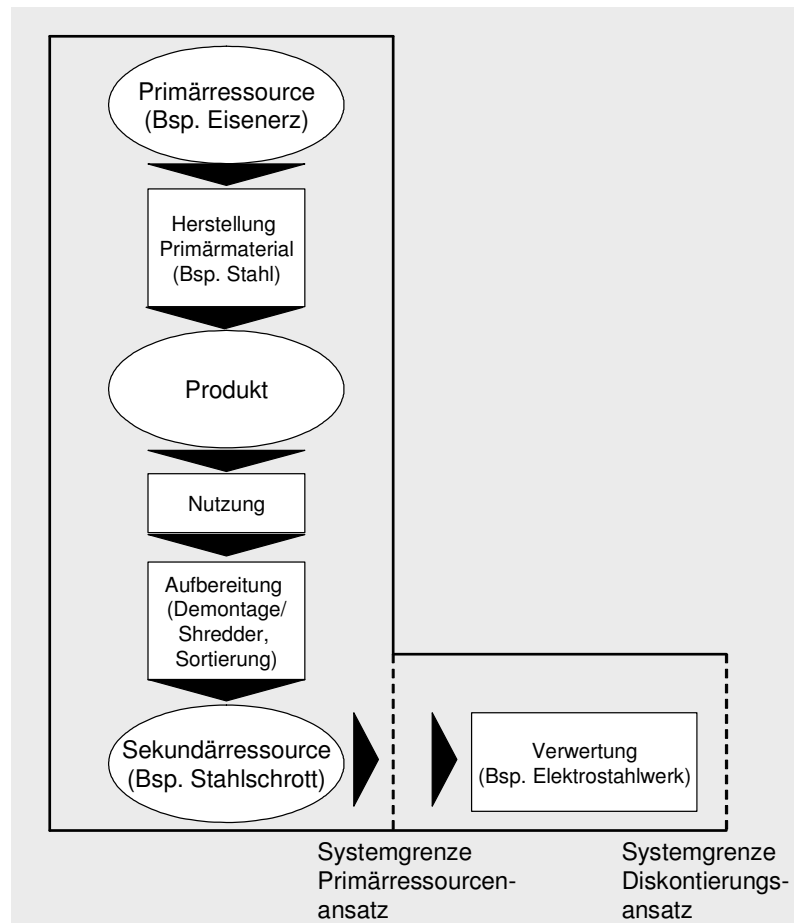 Primärressource
(Bsp. Eisenerz)
Herstellung
Primärmaterial
(Bsp. Stahl)
Produkt
Nutzung
Aufbereitung
(Demontage/
Shredder,
Sortierung)
Sekundärressource
(Bsp. Stahlschrott)
Verwertung
(Bsp. Elektrostahlwerk)
Systemgrenze
Primärressourcen-
ansatz
Systemgrenze
Diskontierungs-
ansatz